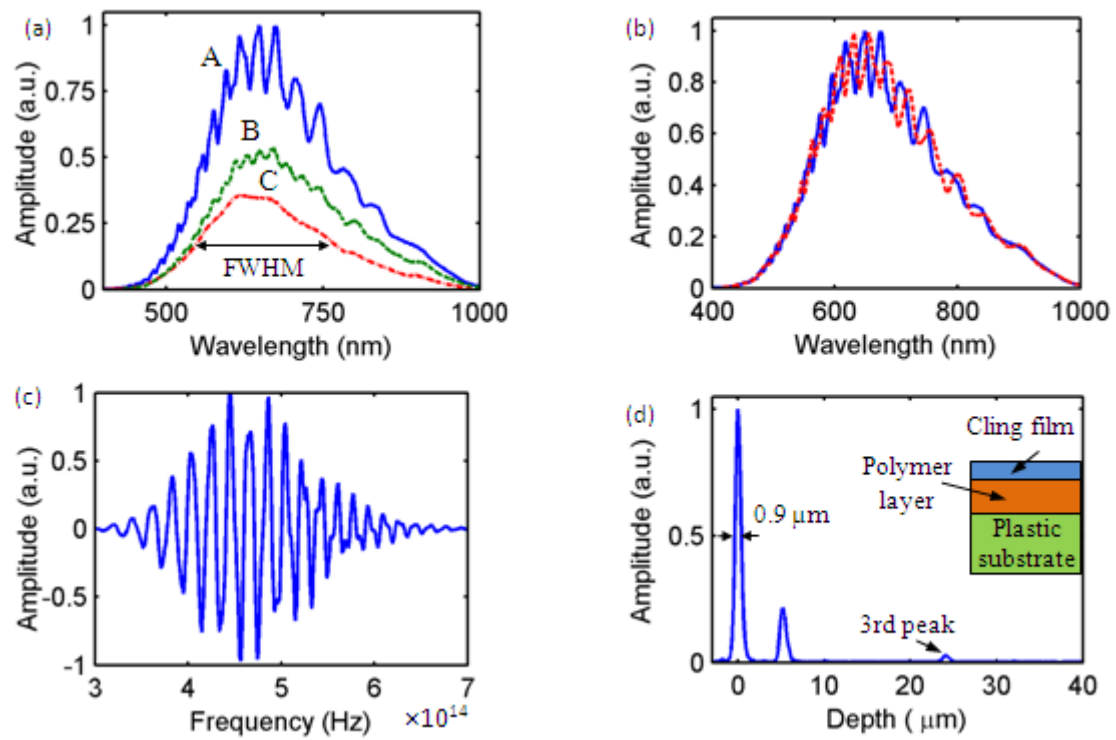 (a)
1
0.75
0.5
0.25
0
Amplitude (a.u.)
A
B
C
FWHM
500
750
1000
Wavelength (nm)
(b)
1
0.8
0.6
0.4
0.2
0
Amplitude (a.u.)
400
600
800
1000
Wavelength (nm)
(c)
1
0.5
0
-0.5
-1
Amplitude (a.u.)
3
4
5
6
7
Frequency (Hz)
×10¹⁴
(d)
1
0.5
0
Amplitude (a.u.)
0.9 μm
Cling film
Polymer
layer
Plastic
substrate
3rd peak
0
10
20
30
40
Depth ( μm)